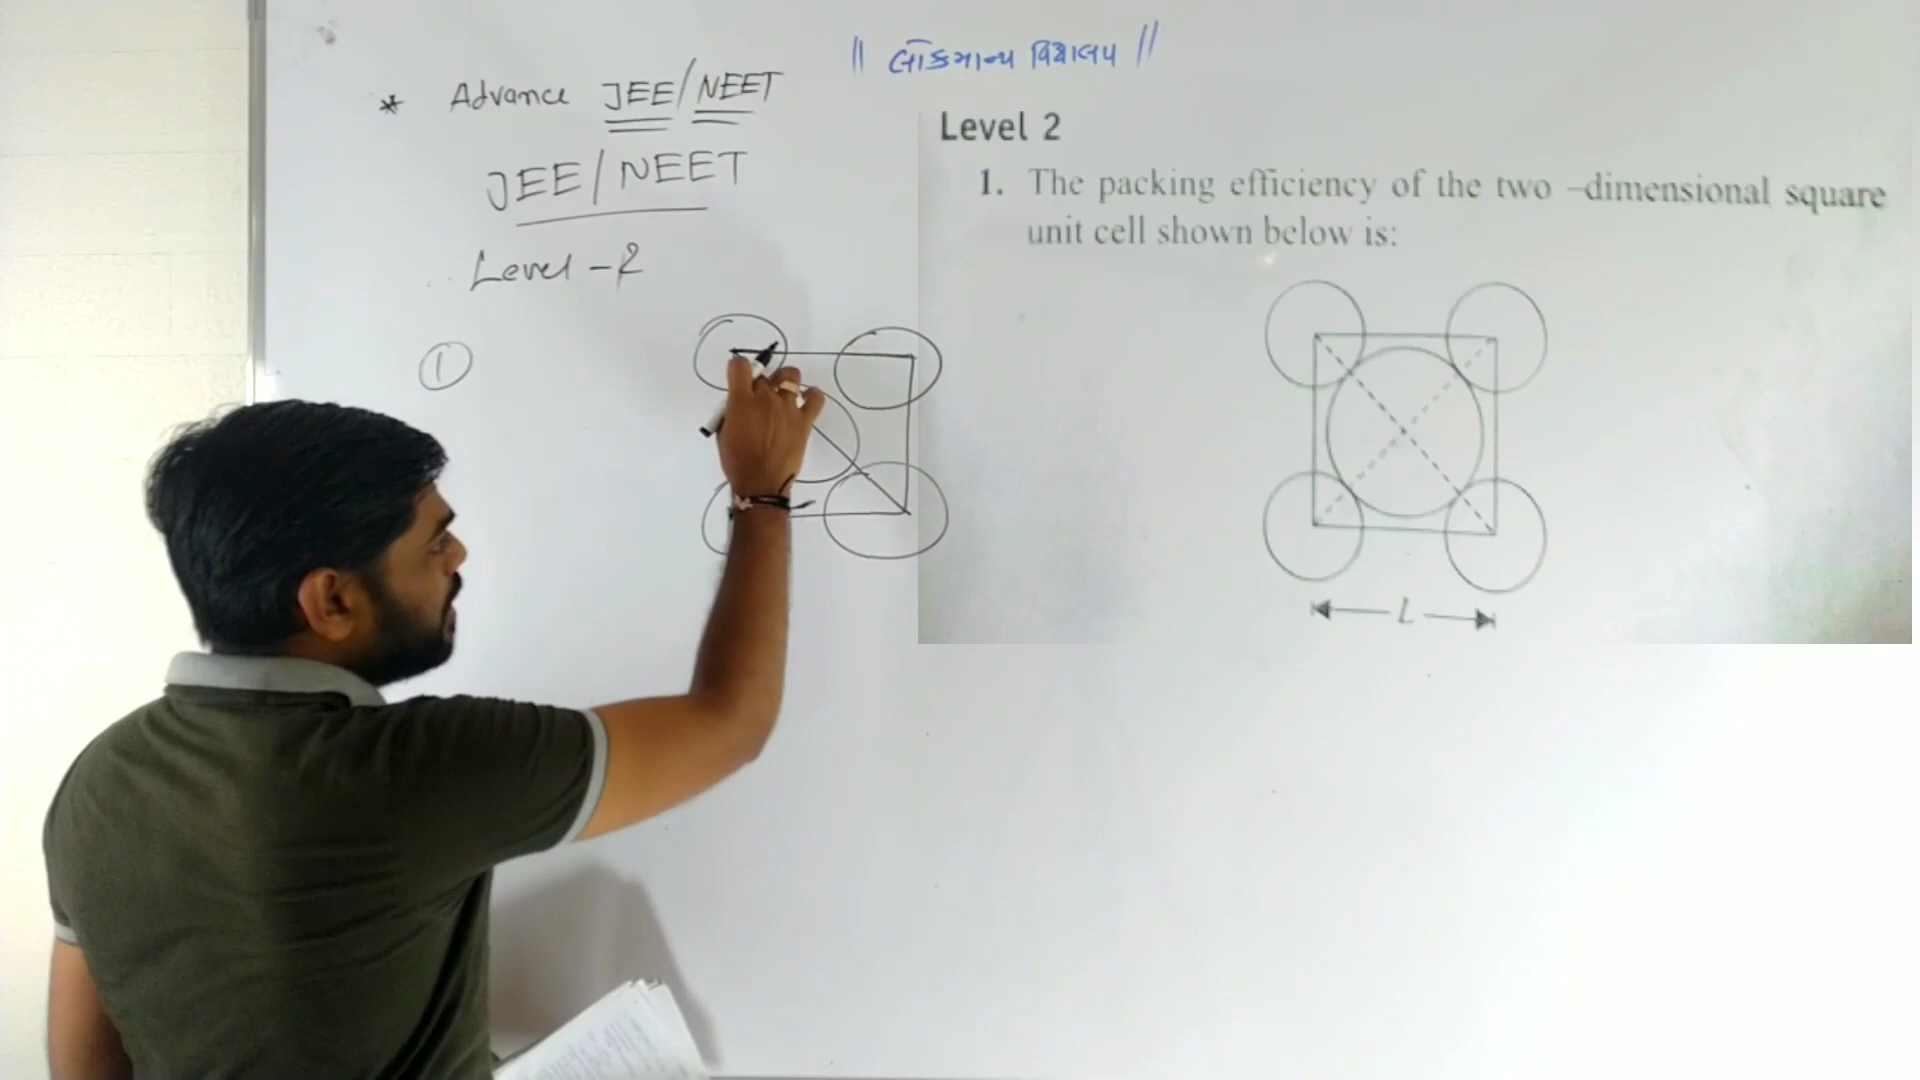 || લોકમાન્ય વિદ્યાલય ||
* Advance JEE/NEET
JEE/NEET
Level-2
①
Level 2
1. The packing efficiency of the two -dimensional square
unit cell shown below is:
L